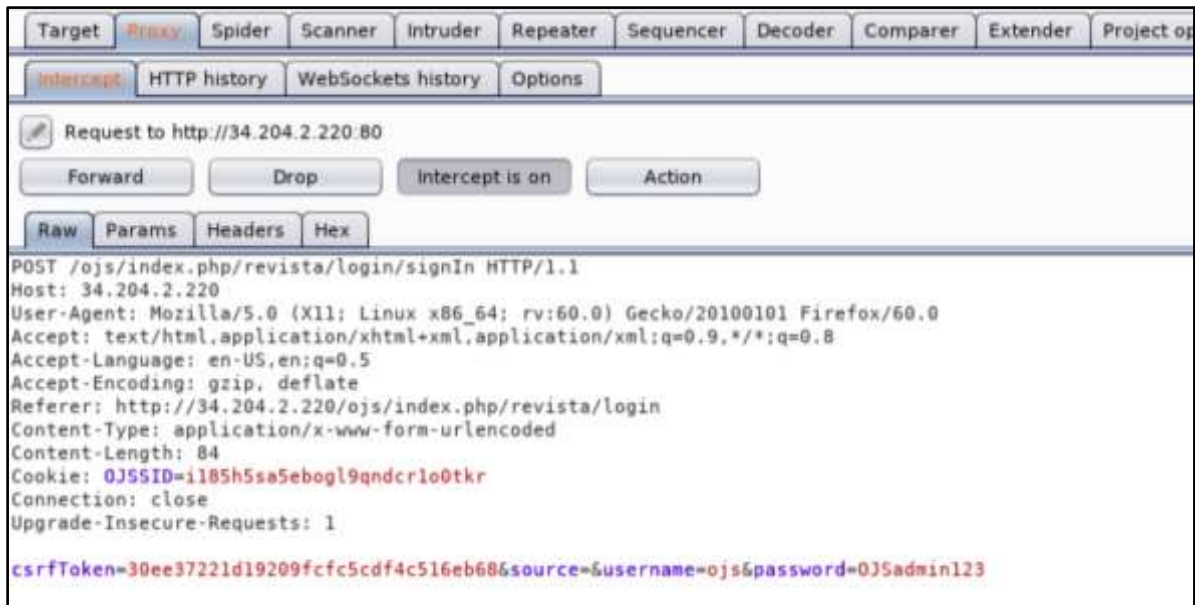 Target Proxy Spider Scanner Intruder Repeater Sequencer Decoder Comparer Extender Project op
Intercept HTTP history WebSockets history Options
Request to http://34.204.2.220:80
Forward Drop Intercept is on Action
Raw Params Headers Hex
POST /ojs/index.php/revista/login/signIn HTTP/1.1
Host: 34.204.2.220
User-Agent: Mozilla/5.0 (X11; Linux x86_64; rv:60.0) Gecko/20100101 Firefox/60.0
Accept: text/html,application/xhtml+xml,application/xml;q=0.9,*/*;q=0.8
Accept-Language: en-US,en;q=0.5
Accept-Encoding: gzip, deflate
Referer: http://34.204.2.220/ojs/index.php/revista/login
Content-Type: application/x-www-form-urlencoded
Content-Length: 84
Cookie: OJSSID=i185h5sa5ebogl9qndcr1o0tkr
Connection: close
Upgrade-Insecure-Requests: 1
csrfToken=30ee37221d19209fcfc5cdf4c516eb68&source=&username=ojs&password=OJSadmin123